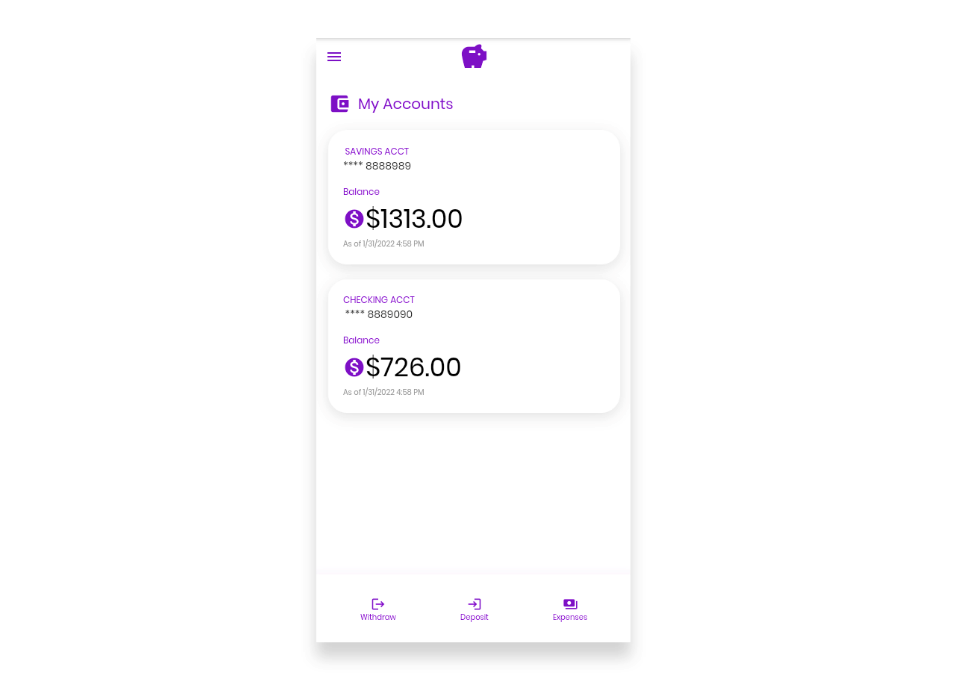 My Accounts
SAVINGS ACCT
**** 8888989
Balance
$1313.00
As of 1/31/2022 4:58 PM
CHECKING ACCT
**** 8889090
Balance
$726.00
As of 1/31/2022 4:58 PM
Withdraw Deposit Expenses